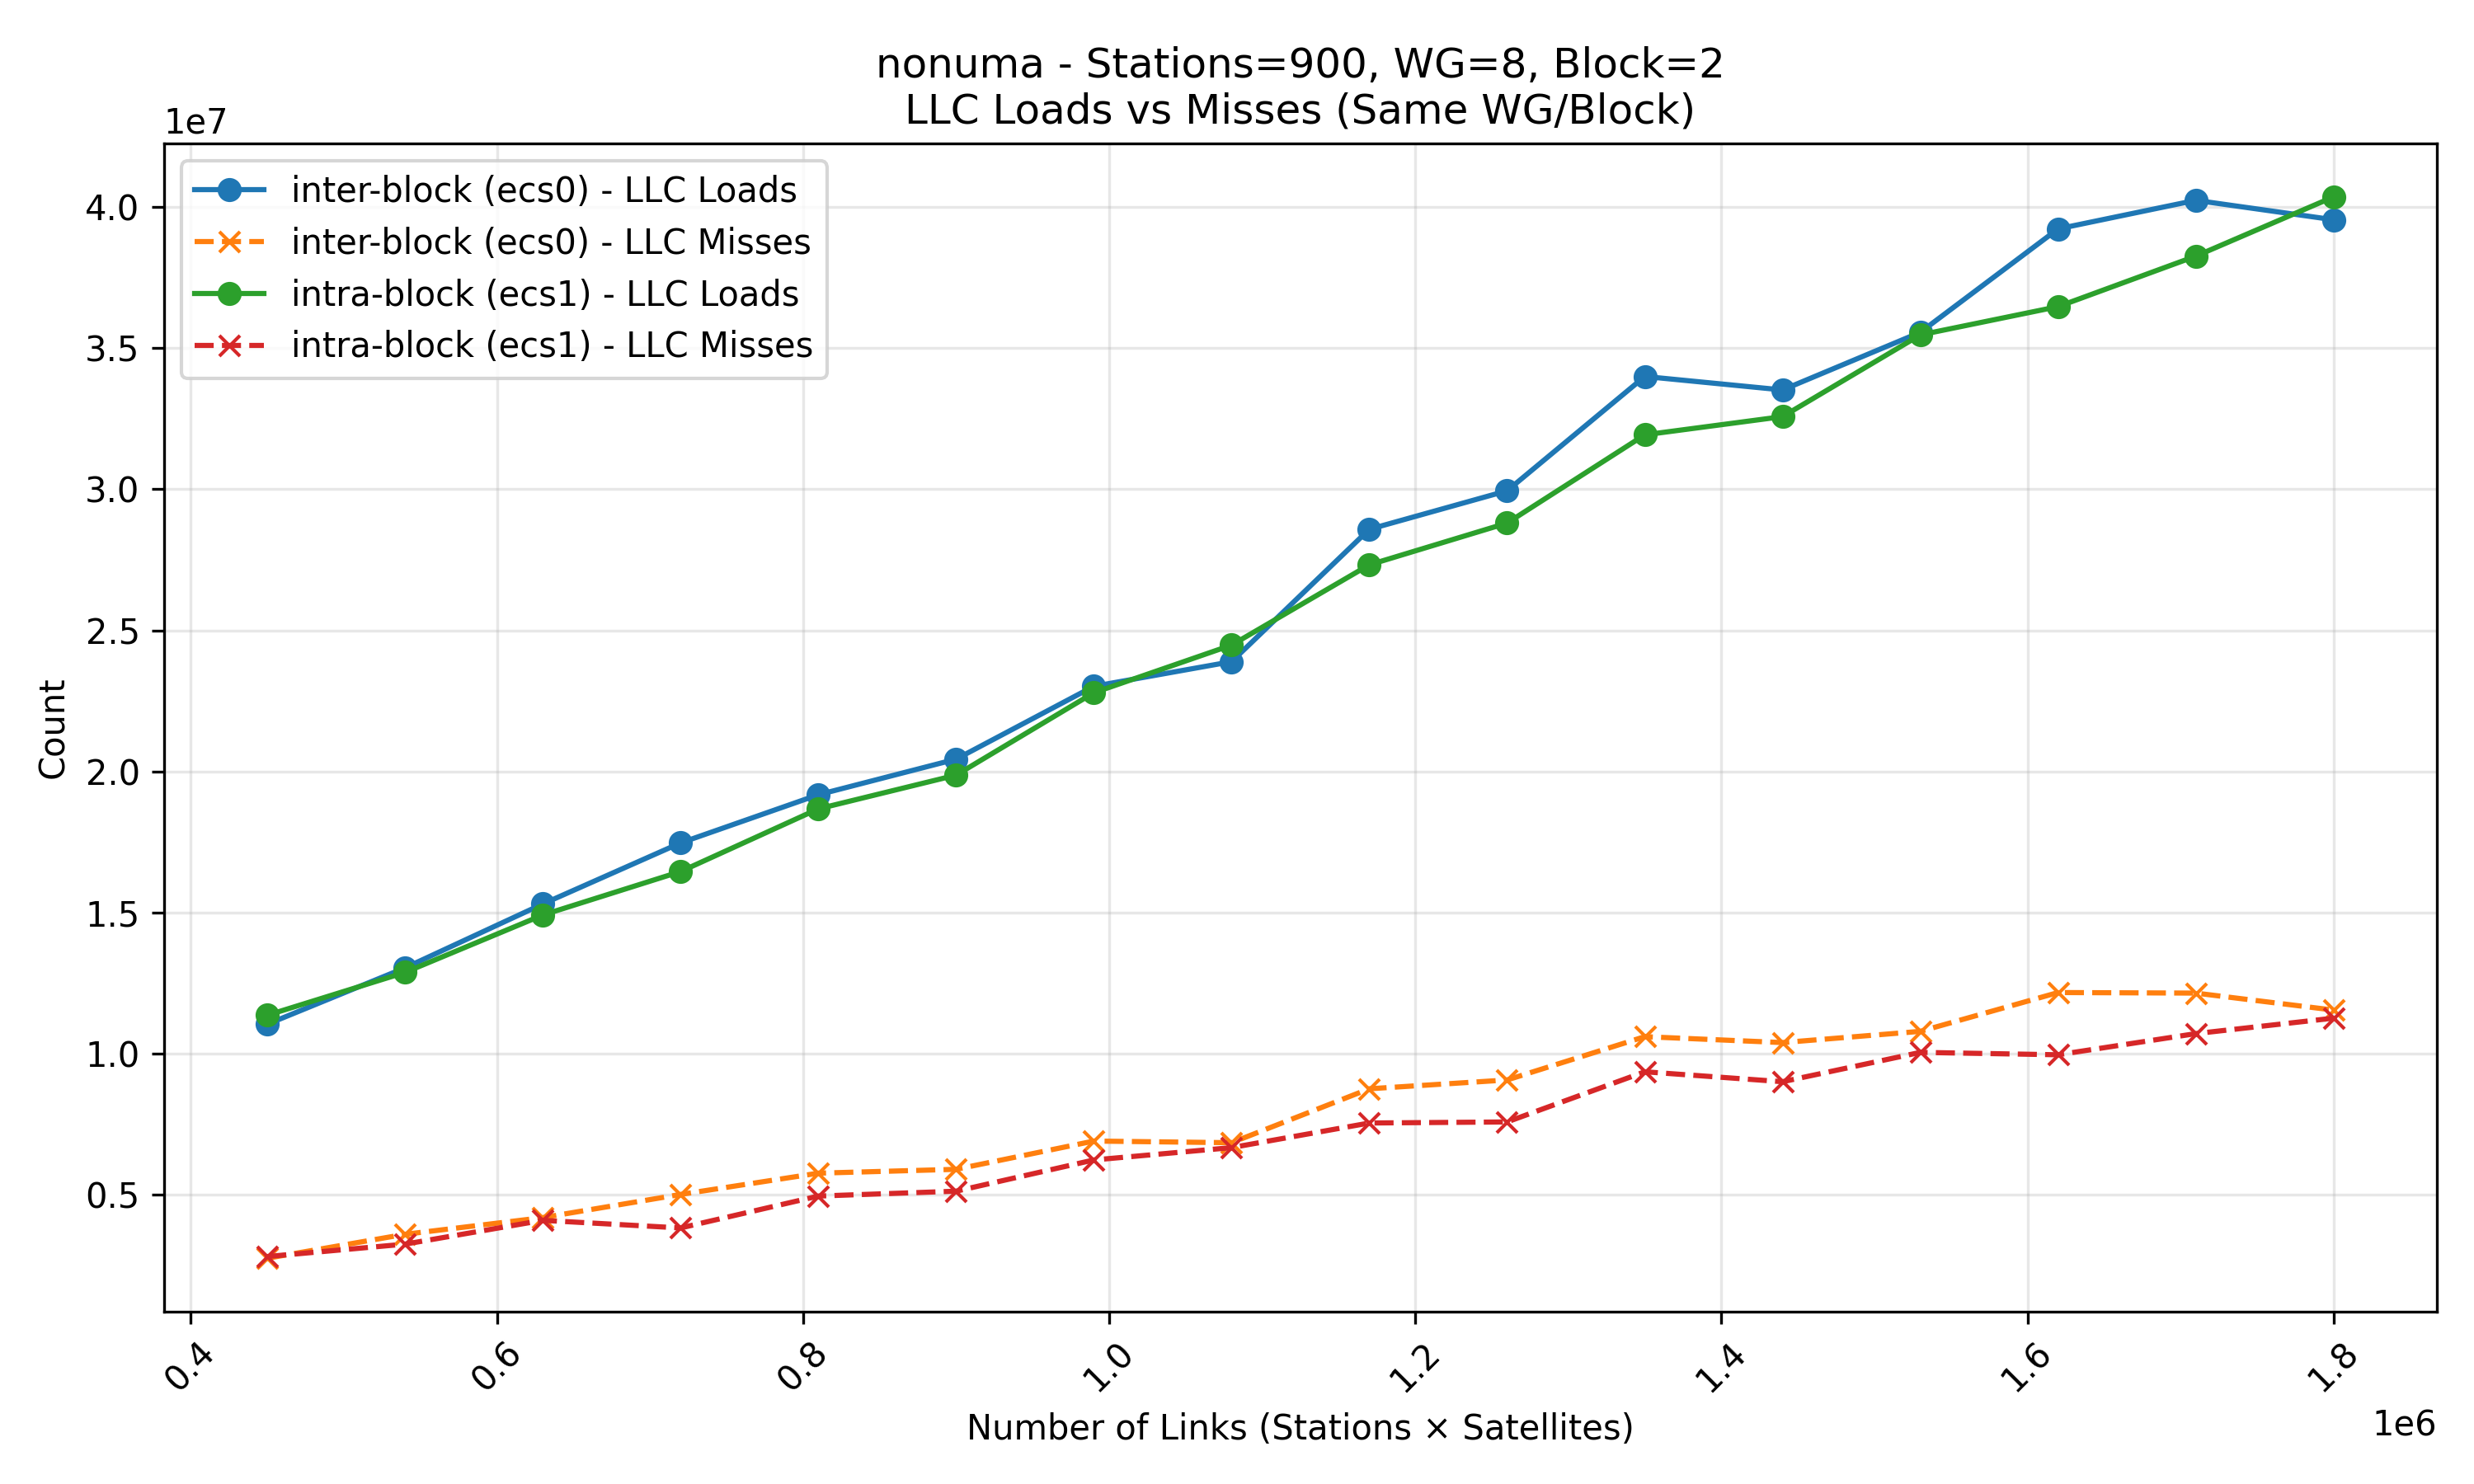 nonuma - Stations=900, WG=8, Block=2
LLC Loads vs Misses (Same WG/Block)
1e7
inter-block (ecs0) - LLC Loads
inter-block (ecs0) - LLC Misses
intra-block (ecs1) - LLC Loads
intra-block (ecs1) - LLC Misses
4.0
3.5
3.0
2.5
2.0
1.5
1.0
0.5
Count
0.4
0.6
0.8
1.0
1.2
1.4
1.6
1.8
1e6
Number of Links (Stations × Satellites)